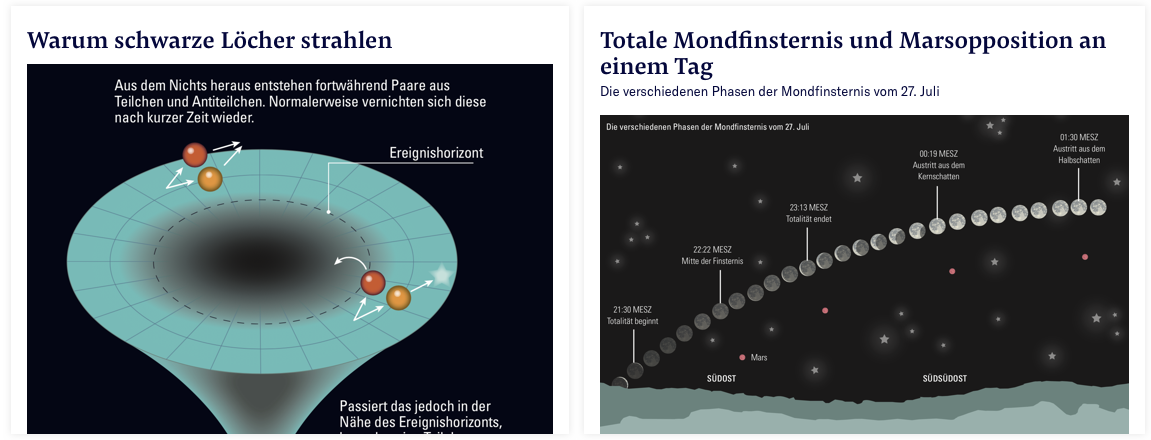 Warum schwarze Löcher strahlen
Aus dem Nichts heraus entstehen fortwährend Paare aus
Teilchen und Antiteilchen. Normalerweise vernichten sich diese
nach kurzer Zeit wieder.
Ereignishorizont
Passiert das jedoch in der
Nähe des Ereignishorizonts,
Totale Mondfinsternis und Marsopposition an
einem Tag
Die verschiedenen Phasen der Mondfinsternis vom 27. Juli
Die verschiedenen Phasen der Mondfinsternis vom 27. Juli
01:30 MESZ
Austritt aus dem
Halbschatten
00:19 MESZ
Austritt aus dem
Kernschatten
23:13 MESZ
Totalität endet
22:22 MESZ
Mitte der Finsternis
21:30 MESZ
Totalität beginnt
Mars
SÜDOST
SÜDSÜDOST